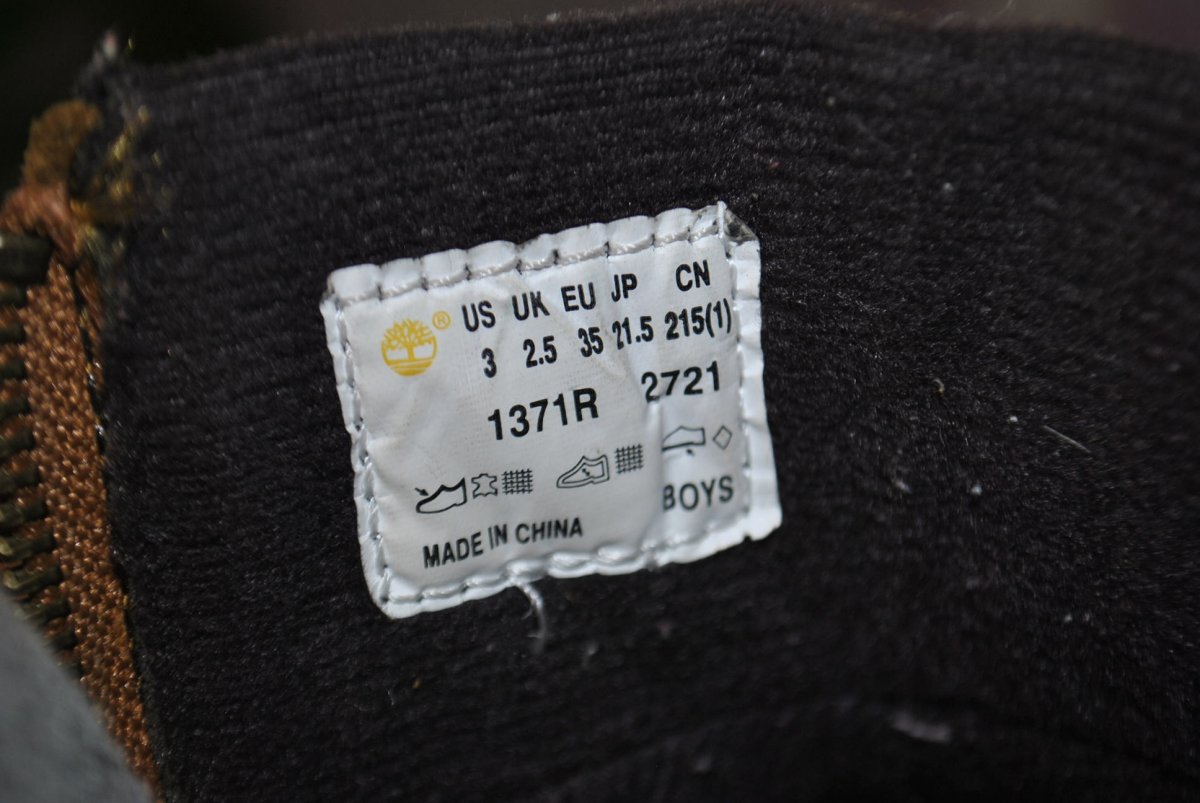 ® US UK EU JP CN
3 2.5 35 21.5 215(1)
1371R 2721
BOYS
MADE IN CHINA